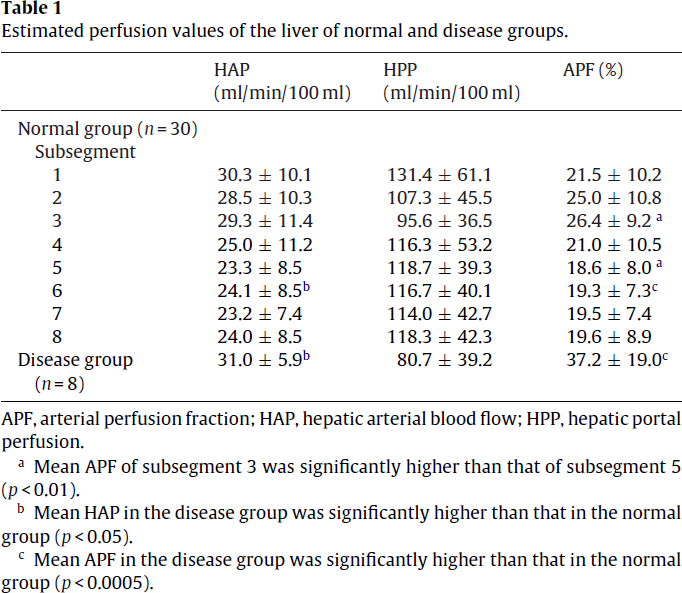 Table 1
Estimated perfusion values of the liver of normal and disease groups.
HAP HPP APF (%)
(ml/min/100 ml) (ml/min/100 ml)
Normal group (n = 30)
Subsegment
1 30.3 ± 10.1 131.4 ± 61.1 21.5 ± 10.2
2 28.5 ± 10.3 107.3 ± 45.5 25.0 ± 10.8
3 29.3 ± 11.4 95.6 ± 36.5 26.4 ± 9.2 a
4 25.0 ± 11.2 116.3 ± 53.2 21.0 ± 10.5
5 23.3 ± 8.5 118.7 ± 39.3 18.6 ± 8.0 a
6 24.1 ± 8.5b 116.7 ± 40.1 19.3 ± 7.3c
7 23.2 ± 7.4 114.0 ± 42.7 19.5 ± 7.4
8 24.0 ± 8.5 118.3 ± 42.3 19.6 ± 8.9
Disease group 31.0 ± 5.9b 80.7 ± 39.2 37.2 ± 19.0c
(n = 8)
APF, arterial perfusion fraction; HAP, hepatic arterial blood flow; HPP, hepatic portal
perfusion.
a Mean APF of subsegment 3 was significantly higher than that of subsegment 5
(p < 0.01).
b Mean HAP in the disease group was significantly higher than that in the normal
group (p < 0.05).
c Mean APF in the disease group was significantly higher than that in the normal
group (p < 0.0005).